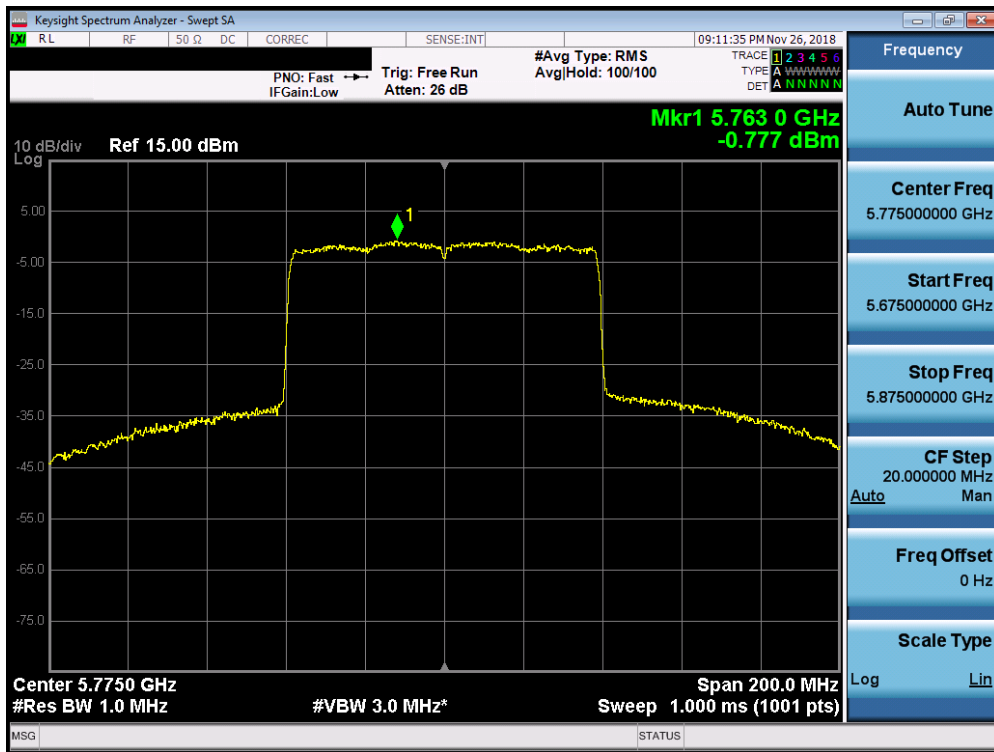 Keysight Spectrum Analyzer - Swept SA
LXI RL RF 50 Ω DC CORREC SENSE:INT 09:11:35 PM Nov 26, 2018
#Avg Type: RMS TRACE 1 2 3 4 5 6
PNO: Fast Trig: Free Run Avg|Hold: 100/100 TYPE A WWWWW
IFGain:Low Atten: 26 dB DET A N N N N N
Mkr1 5.763 0 GHz
-0.777 dBm
10 dB/div Ref 15.00 dBm
Log
1
5.00
-5.00
-15.0
-25.0
-35.0
-45.0
-55.0
-65.0
-75.0
Center 5.7750 GHz Span 200.0 MHz
#Res BW 1.0 MHz #VBW 3.0 MHz* Sweep 1.000 ms (1001 pts)
MSG STATUS
Frequency
Auto Tune
Center Freq
5.775000000 GHz
Start Freq
5.675000000 GHz
Stop Freq
5.875000000 GHz
CF Step
20.000000 MHz
Auto Man
Freq Offset
0 Hz
Scale Type
Log Lin